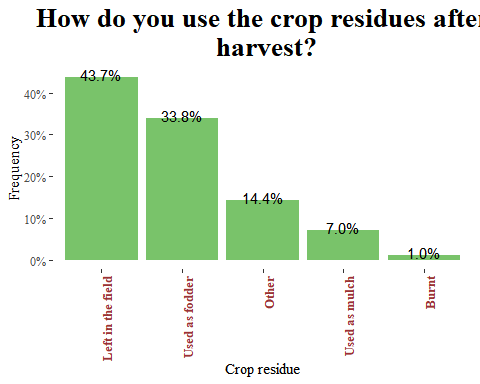 How do you use the crop residues after
harvest?
43.7%
33.8%
14.4%
7.0%
1.0%
40%
30%
20%
10%
0%
Frequency
Left in the field
Used as fodder
Other
Used as mulch
Burnt
Crop residue